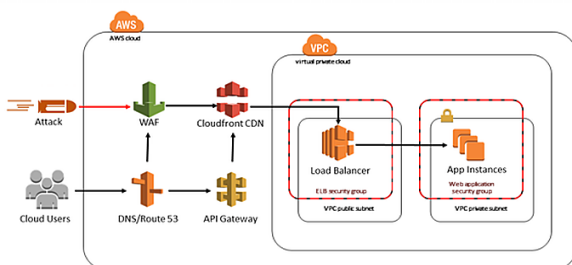 AWS
AWS cloud
VPC
virtual private cloud
Attack
WAF
Cloudfront CDN
Load Balancer
App Instances
ELB security group
Web application
security group
VPC public subnet
VPC private subnet
Cloud Users
DNS/Route 53
API Gateway